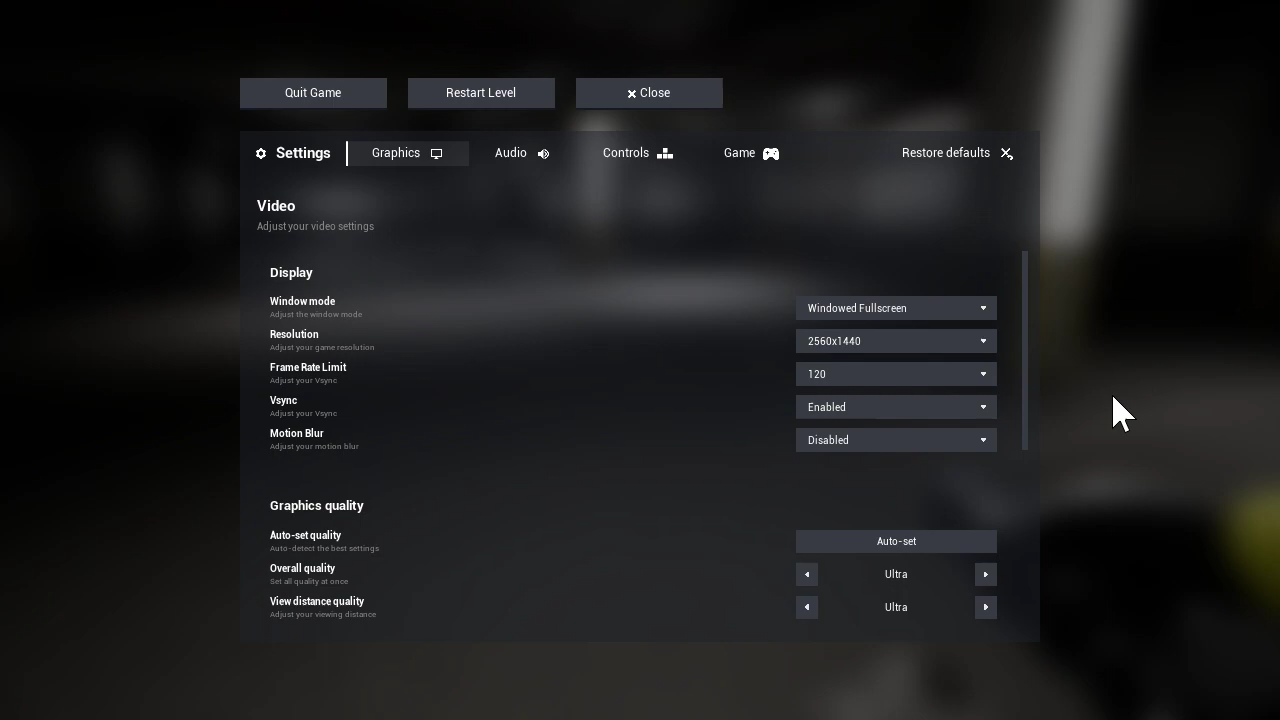 Quit Game
Restart Level
Close
Settings
Graphics
Audio
Controls
Game
Restore defaults
Video
Adjust your video settings
Display
Window mode
Adjust the window mode
Windowed Fullscreen
Resolution
Adjust your game resolution
2560x1440
Frame Rate Limit
Adjust your Vsync
120
Vsync
Adjust your Vsync
Enabled
Motion Blur
Adjust your motion blur
Disabled
Graphics quality
Auto-set quality
Auto-detect the best settings
Auto-set
Overall quality
Set all quality at once
Ultra
View distance quality
Adjust your viewing distance
Ultra